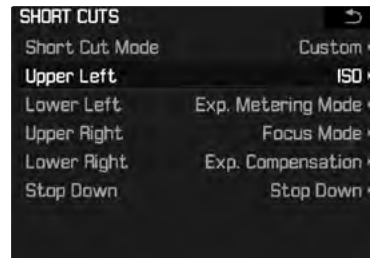 SHORT CUTS
Short Cut Mode Custom
Upper Left ISO
Lower Left Exp. Metering Mode
Upper Right Focus Mode
Lower Right Exp. Compensation
Stop Down Stop Down